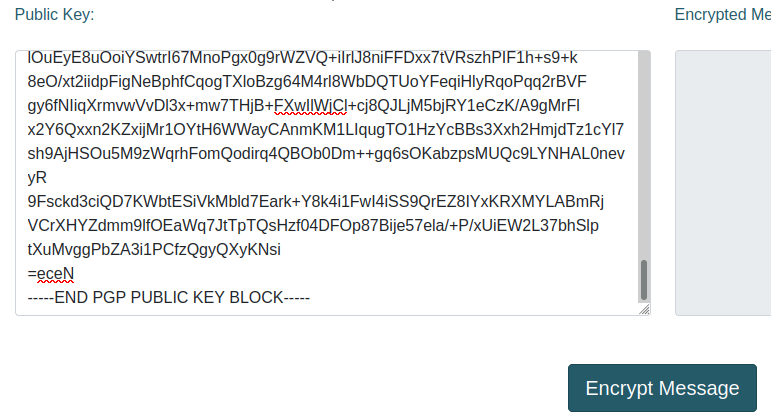 Public Key:
Encrypted Me
lOuEyE8uOoiYSwtrI67MnoPgx0g9rWZVQ+iIrlJ8niFFDxx7tVRszhPIF1h+s9+k
8eO/xt2iidpFigNeBphfCqogTXloBzg64M4rl8WbDQTUoYFeqiHlyRqoPqq2rBVF
gy6fNIiqXrmvwVvDl3x+mw7THjB+FXwIlWjCl+cj8QJLjM5bjRY1eCzK/A9gMrFl
x2Y6Qxxn2KZxijMr1OYtH6WWayCAnmKM1LIqugTO1HzYcBBs3Xxh2HmjdTz1cYl7
sh9AjHSOu5M9zWqrhFomQodirq4QBOb0Dm++gq6sOKabzpsMUQc9LYNHAL0nev
yR
9Fsckd3ciQD7KWbtESiVkMbld7Eark+Y8k4i1FwI4iSS9QrEZ8IYxKRXMYLABmRj
VCrXHYZdmm9lfOEaWq7JtTpTQsHzf04DFOp87Bije57ela/+P/xUiEW2L37bhSlp
tXuMvggPbZA3i1PCfzQgyQXyKNsi
=eceN
-----END PGP PUBLIC KEY BLOCK-----
Encrypt Message